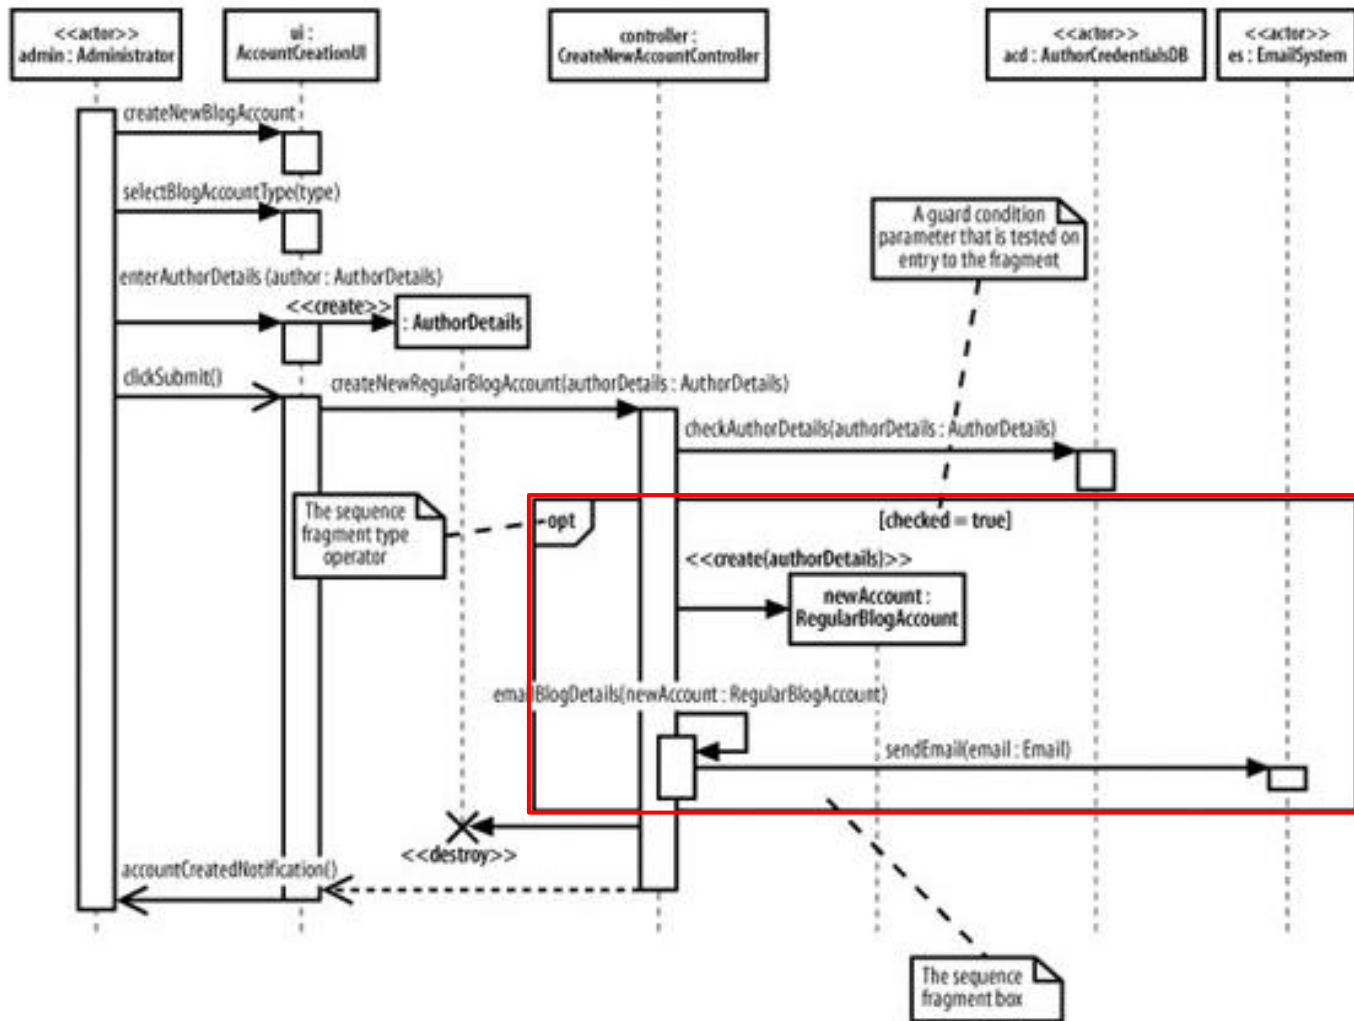 <<actor>>
admin : Administrator
ui :
AccountCreationUI
controller :
CreateNewAccountController
<<actor>>
acd : AuthorCredentialsDB
<<actor>>
es : EmailSystem
createNewBlogAccount
selectBlogAccountType(type)
A guard condition
parameter that is tested on
entry to the fragment
enterAuthorDetails (author : AuthorDetails)
<<create>>
: AuthorDetails
clickSubmit()
createNewRegularBlogAccount(authorDetails : AuthorDetails)
checkAuthorDetails(authorDetails : AuthorDetails)
The sequence
fragment type
operator
opt
[checked = true]
<<create(authorDetails)>>
newAccount :
RegularBlogAccount
emailBlogDetails(newAccount : RegularBlogAccount)
sendEmail(email : Email)
<<destroy>>
accountCreatedNotification()
The sequence
fragment box